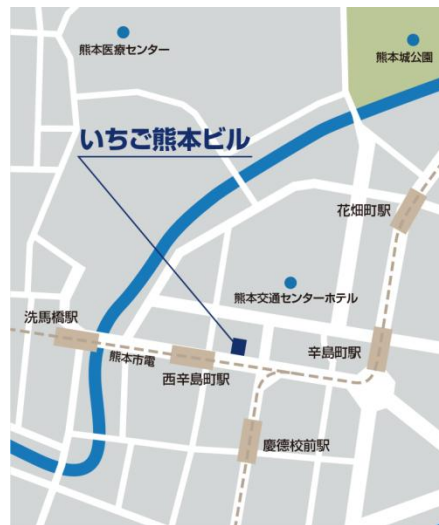 熊本医療センター
熊本城公園
いちご熊本ビル
花畑町駅
熊本交通センターホテル
洗馬橋駅
熊本市電
西辛島町駅
辛島町駅
慶德校前駅